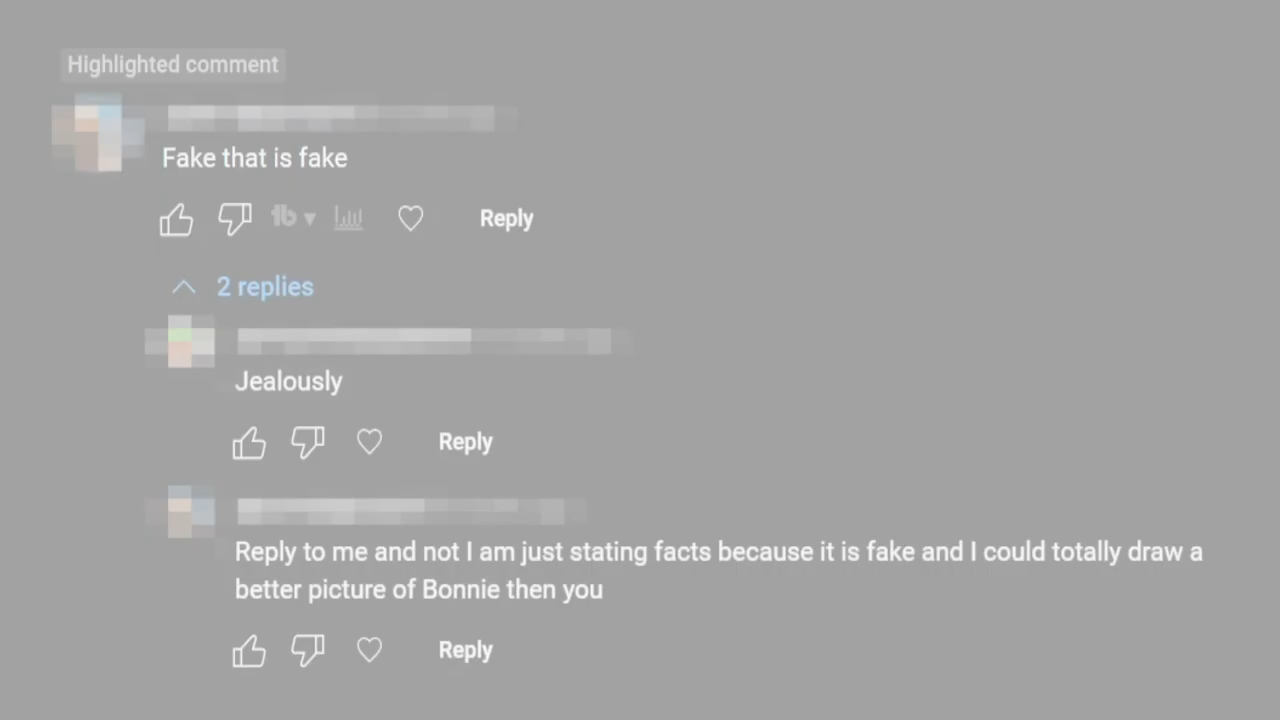 Highlighted comment
Fake that is fake
Reply
2 replies
Jealously
Reply
Reply to me and not I am just stating facts because it is fake and I could totally draw a
better picture of Bonnie then you
Reply